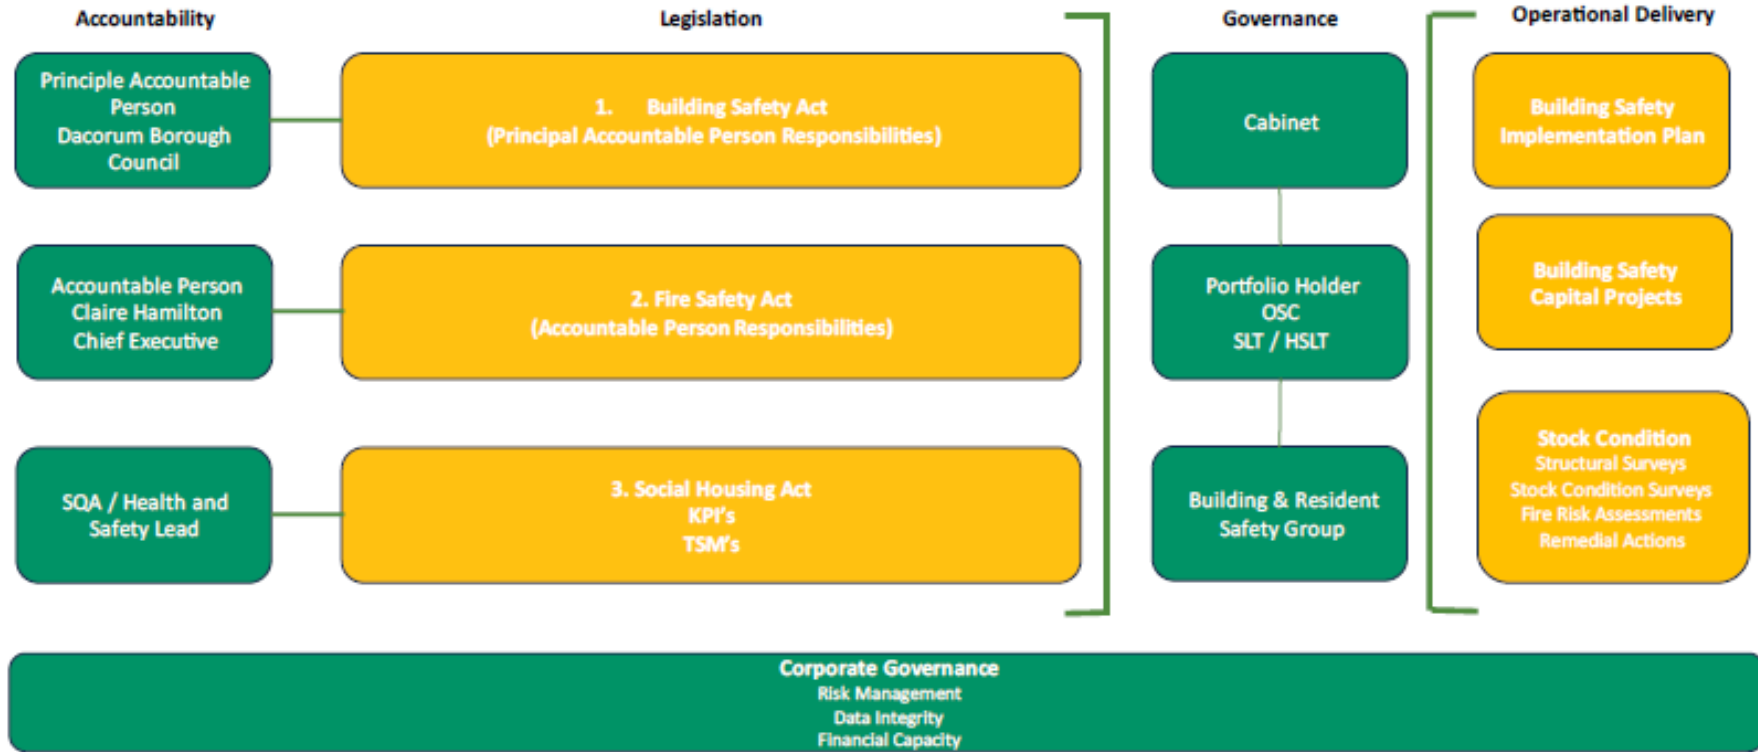 Accountability
Legislation
Governance
Operational Delivery
Principle Accountable
Person
Dacorum Borough
Council
1. Building Safety Act
(Principal Accountable Person Responsibilities)
Cabinet
Building Safety
Implementation Plan
Accountable Person
Claire Hamilton
Chief Executive
2. Fire Safety Act
(Accountable Person Responsibilities)
Portfolio Holder
OSC
SLT / HSLT
Building Safety
Capital Projects
SQA / Health and
Safety Lead
3. Social Housing Act
KPI's
TSM's
Building & Resident
Safety Group
Stock Condition
Structural Surveys
Stock Condition Surveys
Fire Risk Assessments
Remedial Actions
Corporate Governance
Risk Management
Data Integrity
Financial Capacity